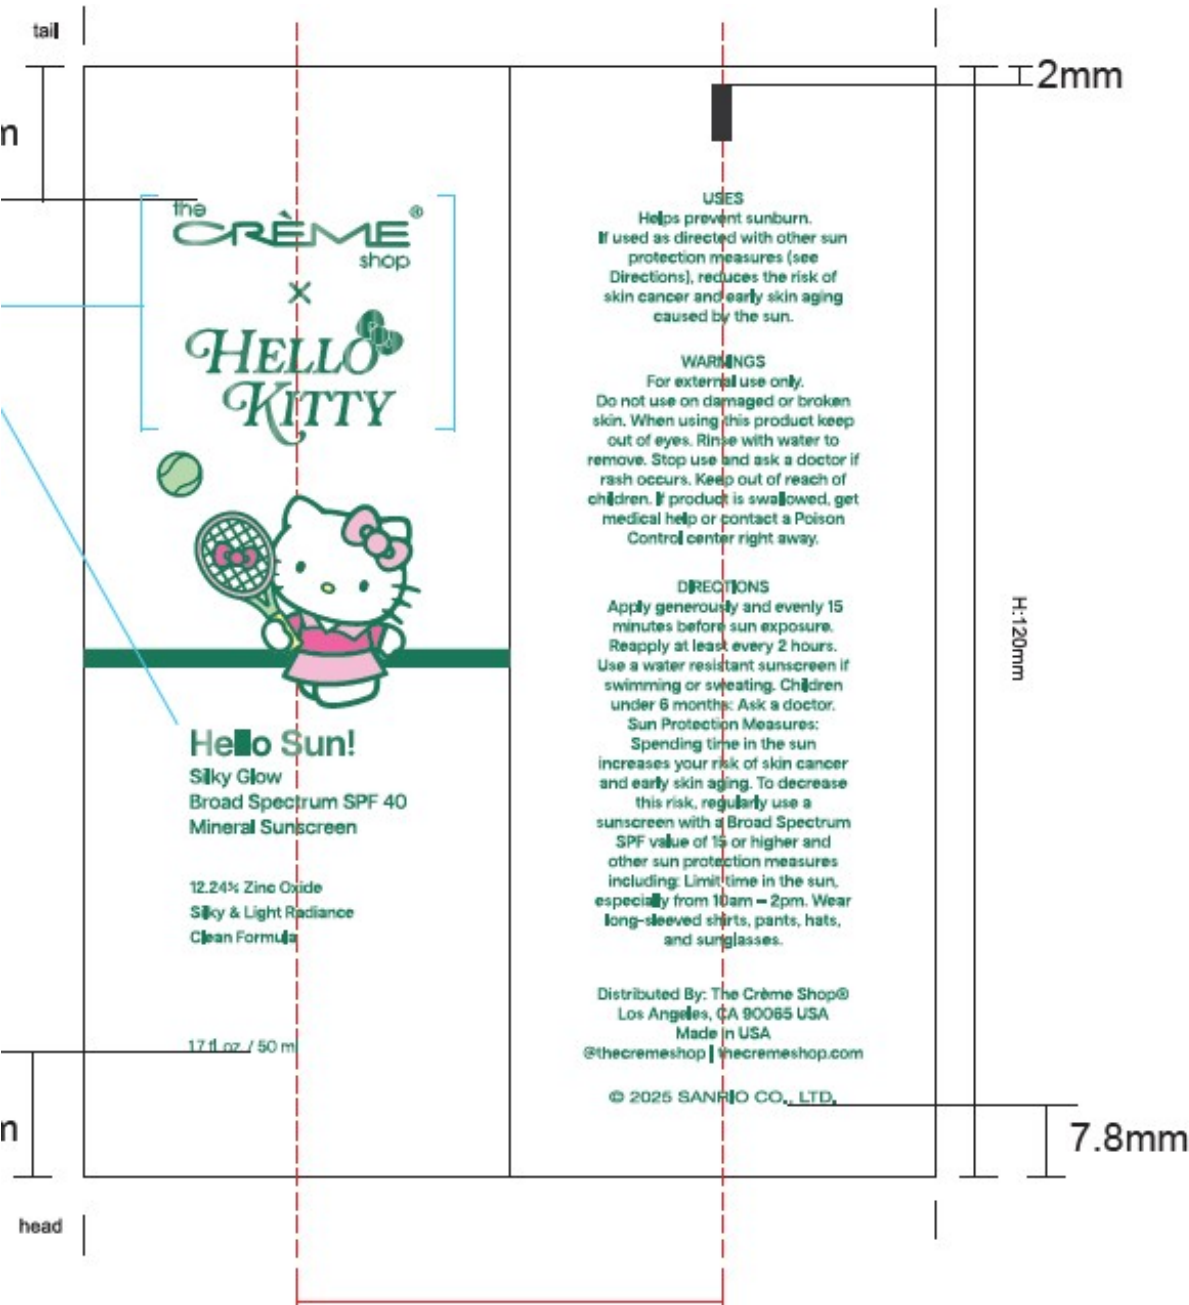 tail
2mm
the
CRÈME®
shop
×
HELLO
KITTY
Hello Sun!
Silky Glow
Broad Spectrum SPF 40
Mineral Sunscreen
12.24% Zinc Oxide
Silky & Light Radiance
Clean Formula
1.7 fl. oz. / 50 ml
USES
Helps prevent sunburn.
If used as directed with other sun
protection measures (see
Directions), reduces the risk of
skin cancer and early skin aging
caused by the sun.
WARNINGS
For external use only.
Do not use on damaged or broken
skin. When using this product keep
out of eyes. Rinse with water to
remove. Stop use and ask a doctor if
rash occurs. Keep out of reach of
children. If product is swallowed, get
medical help or contact a Poison
Control center right away.
DIRECTIONS
Apply generously and evenly 15
minutes before sun exposure.
Reapply at least every 2 hours.
Use a water resistant sunscreen if
swimming or sweating. Children
under 6 months: Ask a doctor.
Sun Protection Measures:
Spending time in the sun
increases your risk of skin cancer
and early skin aging. To decrease
this risk, regularly use a
sunscreen with a Broad Spectrum
SPF value of 15 or higher and
other sun protection measures
including: Limit time in the sun,
especially from 10am – 2pm. Wear
long-sleeved shirts, pants, hats,
and sunglasses.
Distributed By: The Crème Shop®
Los Angeles, CA 90065 USA
Made in USA
@thecremeshop | thecremeshop.com
© 2025 SANRIO CO., LTD.
H:120mm
7.8mm
head